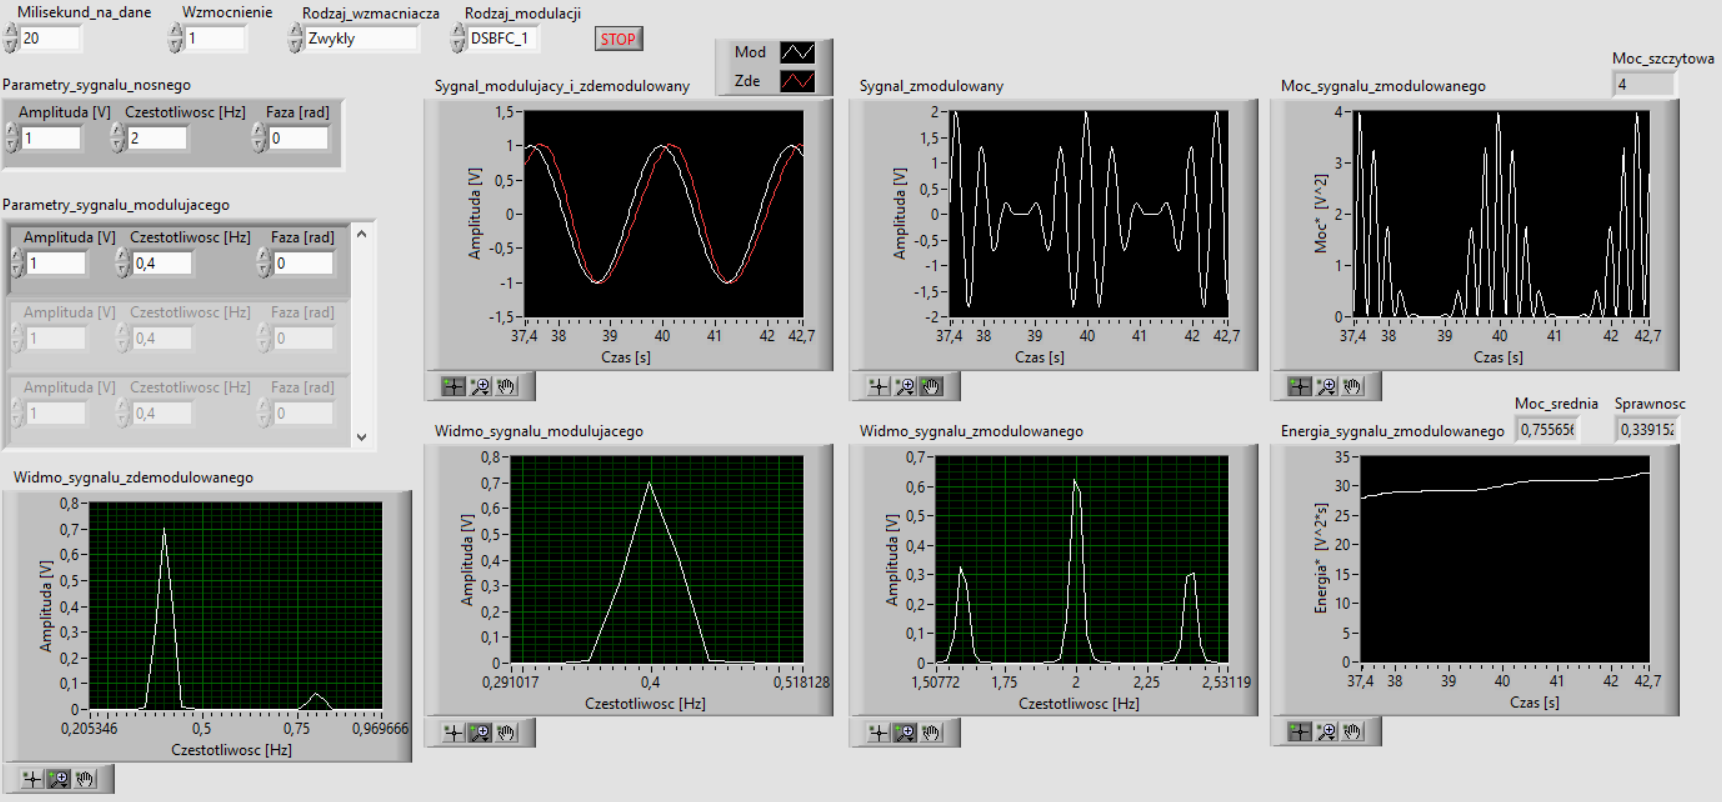 Milisekund_na_dane Wzmocnienie Rodzaj_wzmacniacza Rodzaj_modulacji
20 1 Zwykly DSBFC_1 STOP
Parametry_sygnalu_nosnego
Amplituda [V] Czestotliwosc [Hz] Faza [rad]
1 2 0
Parametry_sygnalu_modulujacego
Amplituda [V] Czestotliwosc [Hz] Faza [rad]
1 0,4 0
Amplituda [V] Czestotliwosc [Hz] Faza [rad]
1 0,4 0
Amplituda [V] Czestotliwosc [Hz] Faza [rad]
1 0,4 0
Mod
Zde
Sygnal_modulujacy_i_zdemodulowany
Amplituda [V]
1,5
1
0,5
0
-0,5
-1
-1,5
37,4 38 39 40 41 42 42,7
Czas [s]
Sygnal_zmodulowany
Amplituda [V]
2
1,5
1
0,5
0
-0,5
-1
-1,5
-2
37,4 38 39 40 41 42 42,7
Czas [s]
Moc_szczytowa
4
Moc_sygnalu_zmodulowanego
Moc* [V^2]
4
3
2
1
0
37,4 38 39 40 41 42 42,7
Czas [s]
Widmo_sygnalu_zdemodulowanego
Amplituda [V]
0,8
0,7
0,6
0,5
0,4
0,3
0,2
0,1
0
0,205346 0,5 0,75 0,969666
Czestotliwosc [Hz]
Widmo_sygnalu_modulujacego
Amplituda [V]
0,8
0,7
0,6
0,5
0,4
0,3
0,2
0,1
0
0,291017 0,4 0,518128
Czestotliwosc [Hz]
Widmo_sygnalu_zmodulowanego
Amplituda [V]
0,7
0,6
0,5
0,4
0,3
0,2
0,1
0
1,50772 1,75 2 2,25 2,53119
Czestotliwosc [Hz]
Moc_srednia Sprawnosc
0,755656 0,339152
Energia_sygnalu_zmodulowanego
Energia* [V^2*s]
35
30
25
20
15
10
5
0
37,4 38 39 40 41 42 42,7
Czas [s]